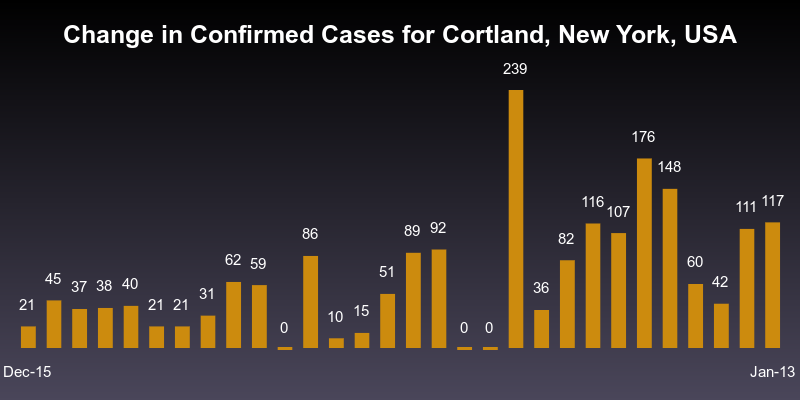 Change in Confirmed Cases for Cortland, New York, USA
21 45 37 38 40 21 21 31 62 59 0 86 10 15 51 89 92 0 0 239 36 82 116 107 176 148 60 42 111 117
Dec-15 Jan-13